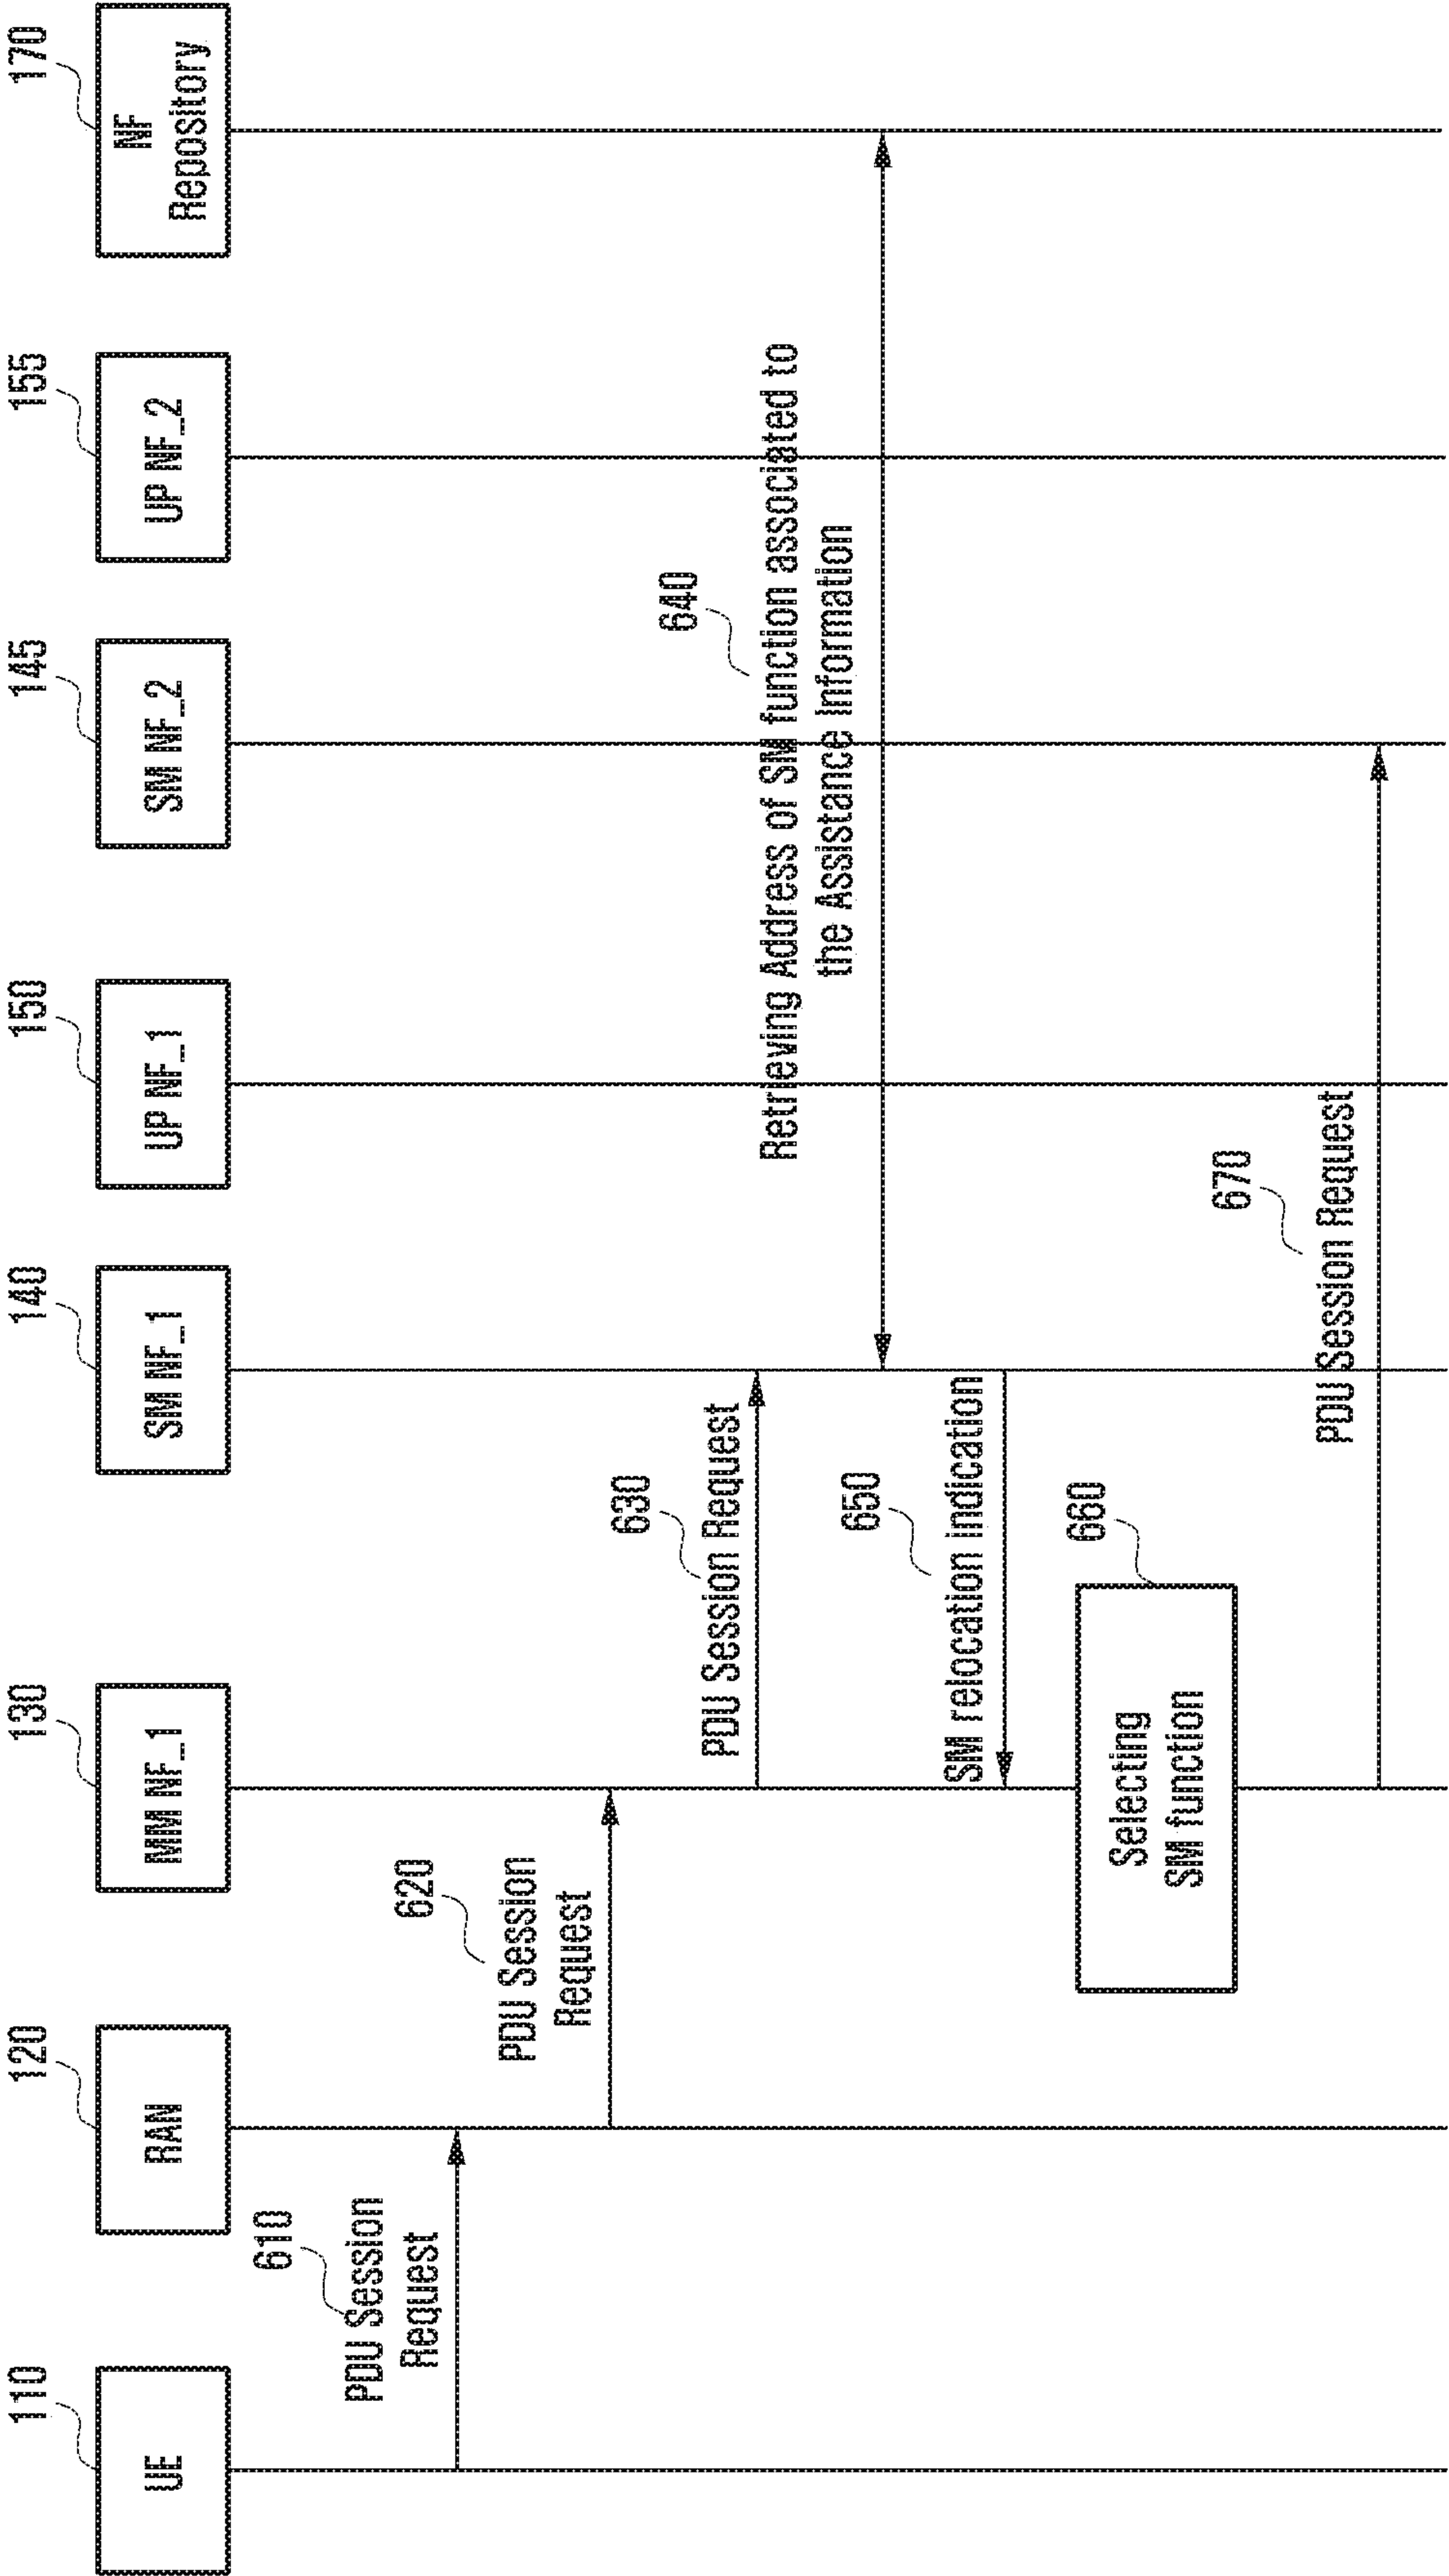 110
UE
120
RAN
130
MM NF_1
140
SM NF_1
150
UP NF_1
145
SM NF_2
155
UP NF_2
170
NF
Repository
610
PDU Session
Request
620
PDU Session
Request
630
PDU Session Request
640
Retrieving Address of SM function associated to
the Assistance Information
650
SM relocation indication
660
Selecting
SM function
670
PDU Session Request